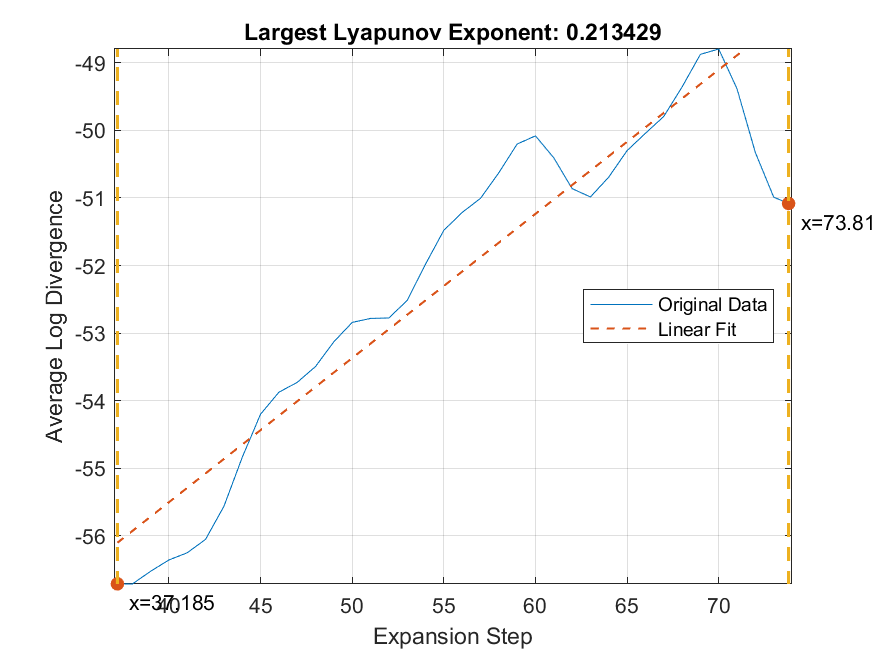 Largest Lyapunov Exponent: 0.213429
-49
-50
-51
-52
-53
-54
-55
-56
Average Log Divergence
x=73.81
Original Data
Linear Fit
x=37.185
40
45
50
55
60
65
70
Expansion Step